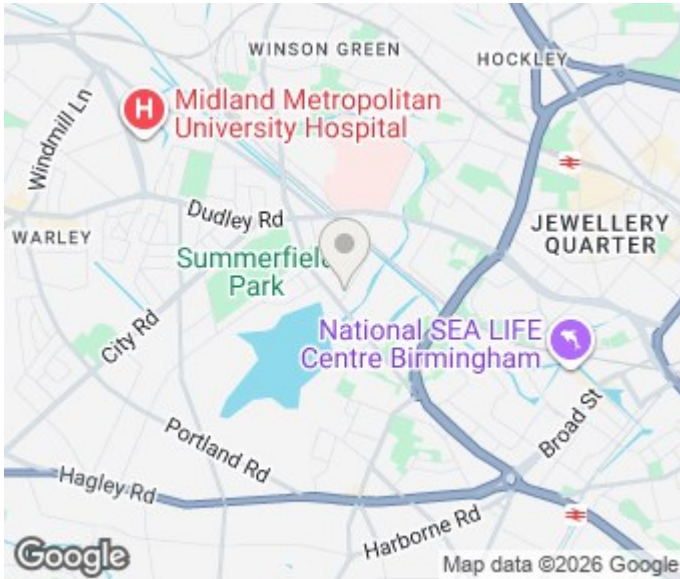 WINSON GREEN
HOCKLEY
Windmill Ln
H
Midland Metropolitan
University Hospital
Dudley Rd
WARLEY
JEWELLERY
QUARTER
Summerfield
Park
City Rd
National SEA LIFE
Centre Birmingham
Broad St
Portland Rd
Hagley Rd
Harborne Rd
Google
Map data ©2026 Google